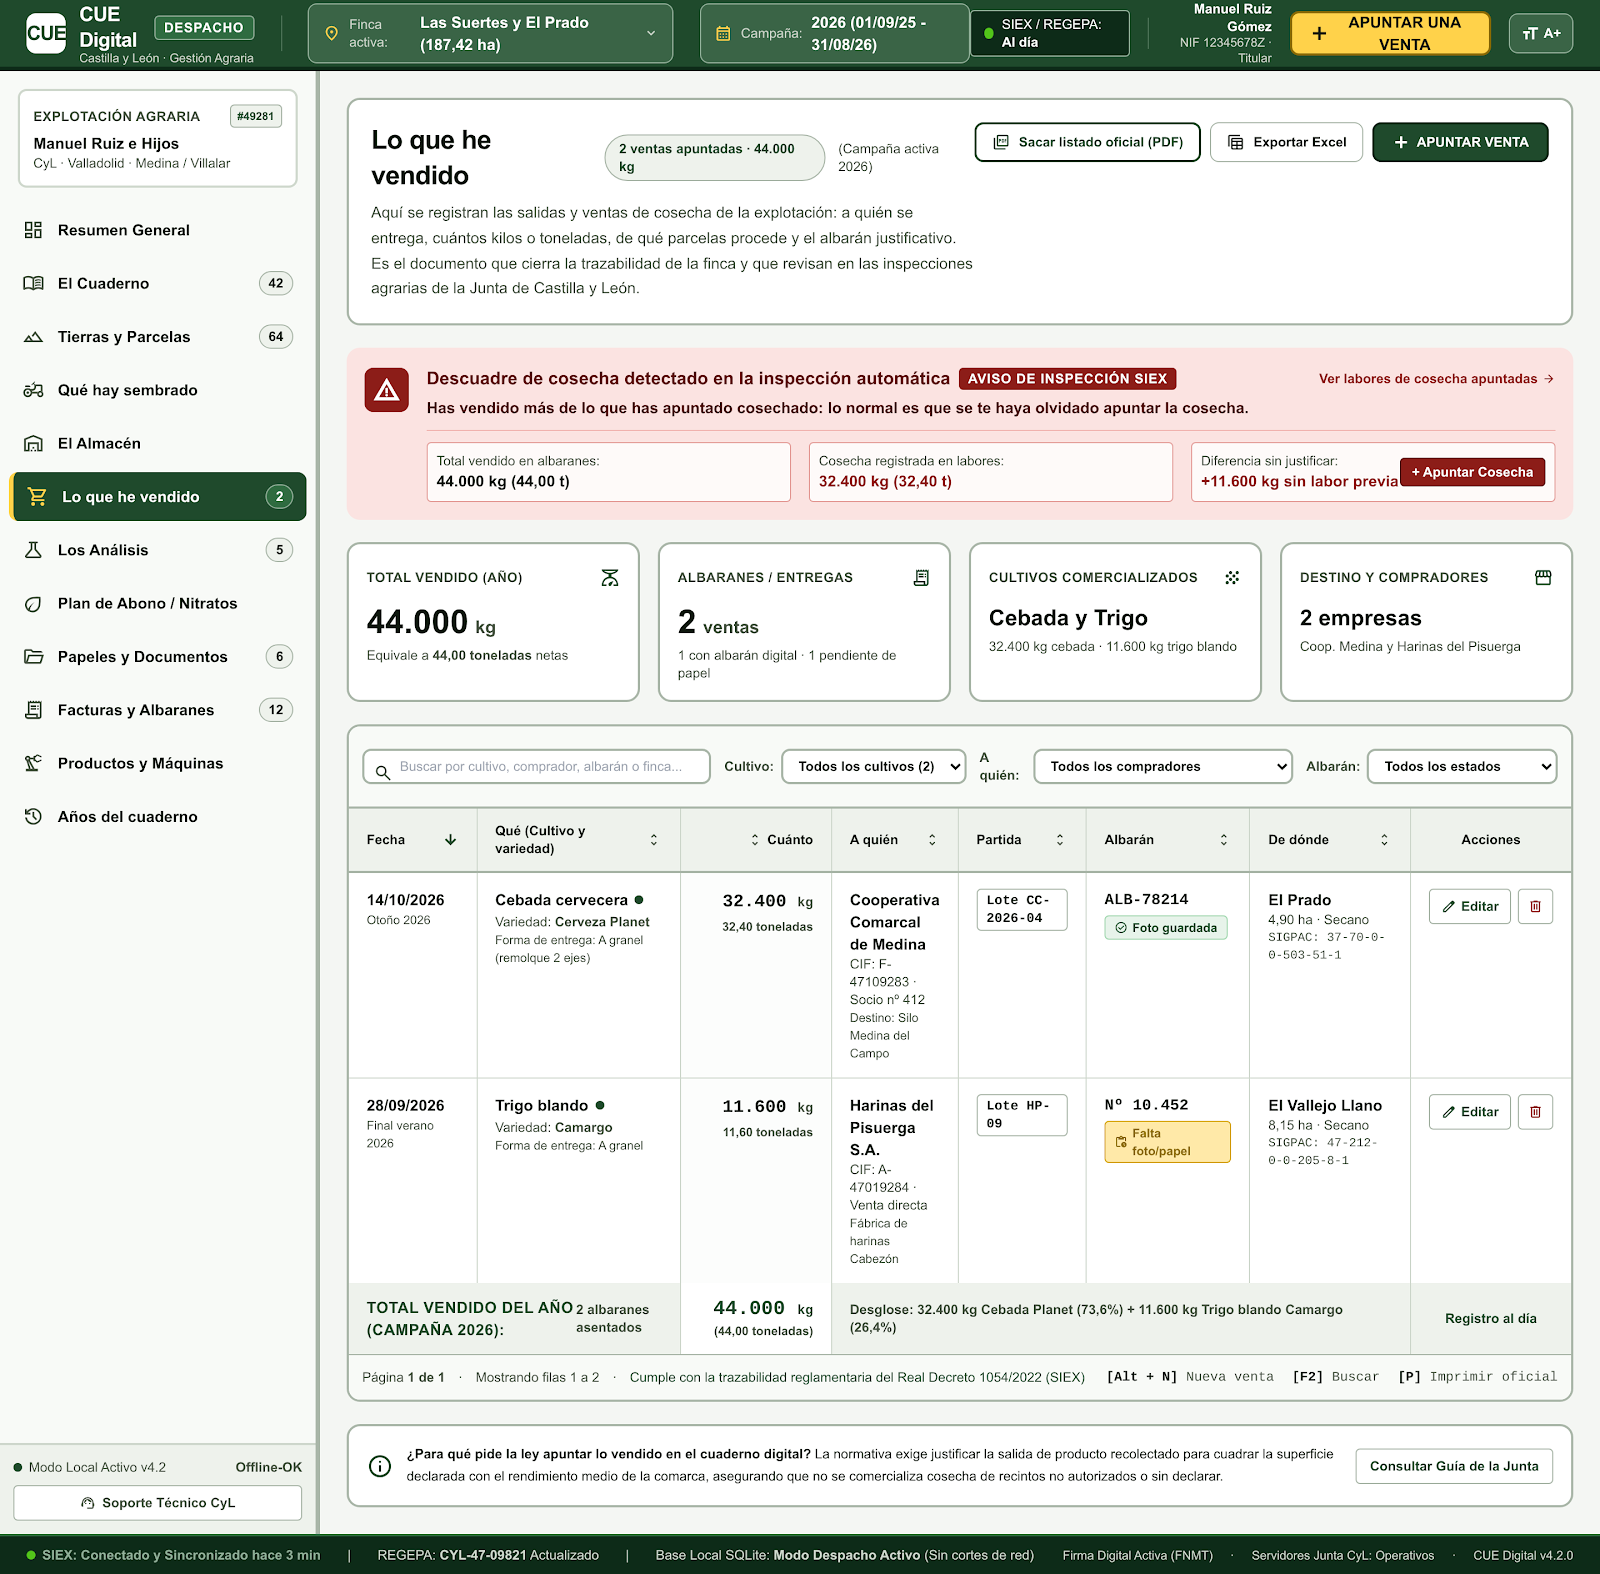 CUE
CUE
Digital
DESPACHO
Castilla y León · Gestión Agraria
Finca
activa:
Las Suertes y El Prado
(187,42 ha)
Campaña:
2026 (01/09/25 -
31/08/26)
SIEX / REGEPA:
Al día
Manuel Ruiz
Gómez
NIF 12345678Z ·
Titular
+ APUNTAR UNA
VENTA
TT A+
EXPLOTACIÓN AGRARIA
#49281
Manuel Ruiz e Hijos
CyL · Valladolid · Medina / Villalar
Resumen General
El Cuaderno 42
Tierras y Parcelas 64
Qué hay sembrado
El Almacén
Lo que he vendido 2
Los Análisis 5
Plan de Abono / Nitratos
Papeles y Documentos 6
Facturas y Albaranes 12
Productos y Máquinas
Años del cuaderno
Modo Local Activo v4.2 Offline-OK
Soporte Técnico CyL
Lo que he
vendido
2 ventas apuntadas · 44.000
kg
(Campaña activa
2026)
Sacar listado oficial (PDF)
Exportar Excel
+ APUNTAR VENTA
Aquí se registran las salidas y ventas de cosecha de la explotación: a quién se
entrega, cuántos kilos o toneladas, de qué parcelas procede y el albarán justificativo.
Es el documento que cierra la trazabilidad de la finca y que revisan en las inspecciones
agrarias de la Junta de Castilla y León.
Descuadre de cosecha detectado en la inspección automática
AVISO DE INSPECCIÓN SIEX
Ver labores de cosecha apuntadas →
Has vendido más de lo que has apuntado cosechado: lo normal es que se te haya olvidado apuntar la cosecha.
Total vendido en albaranes:
44.000 kg (44,00 t)
Cosecha registrada en labores:
32.400 kg (32,40 t)
Diferencia sin justificar:
+11.600 kg sin labor previa
+ Apuntar Cosecha
TOTAL VENDIDO (AÑO)
44.000 kg
Equivale a 44,00 toneladas netas
ALBARANES / ENTREGAS
2 ventas
1 con albarán digital · 1 pendiente de
papel
CULTIVOS COMERCIALIZADOS
Cebada y Trigo
32.400 kg cebada · 11.600 kg trigo blando
DESTINO Y COMPRADORES
2 empresas
Coop. Medina y Harinas del Pisuerga
Buscar por cultivo, comprador, albarán o finca...
Cultivo:
Todos los cultivos (2)
A
quién:
Todos los compradores
Albarán:
Todos los estados
Fecha ↓
Qué (Cultivo y
variedad)
Cuánto
A quién
Partida
Albarán
De dónde
Acciones
14/10/2026
Otoño 2026
Cebada cervecera
Variedad: Cerveza Planet
Forma de entrega: A granel
(remolque 2 ejes)
32.400 kg
32,40 toneladas
Cooperativa
Comarcal
de Medina
CIF: F-
47109283 ·
Socio nº 412
Destino: Silo
Medina del
Campo
Lote CC-
2026-04
ALB-78214
Foto guardada
El Prado
4,90 ha · Secano
SIGPAC: 37-70-0-
0-503-51-1
Editar
28/09/2026
Final verano
2026
Trigo blando
Variedad: Camargo
Forma de entrega: A granel
11.600 kg
11,60 toneladas
Harinas del
Pisuerga
S.A.
CIF: A-
47019284 ·
Venta directa
Fábrica de
harinas
Cabezón
Lote HP-
09
Nº 10.452
Falta
foto/papel
El Vallejo Llano
8,15 ha · Secano
SIGPAC: 47-212-
0-0-205-8-1
Editar
TOTAL VENDIDO DEL AÑO
(CAMPAÑA 2026):
2 albaranes
asentados
44.000 kg
(44,00 toneladas)
Desglose: 32.400 kg Cebada Planet (73,6%) + 11.600 kg Trigo blando Camargo
(26,4%)
Registro al día
Página 1 de 1 · Mostrando filas 1 a 2 · Cumple con la trazabilidad reglamentaria del Real Decreto 1054/2022 (SIEX)
[Alt + N] Nueva venta [F2] Buscar [P] Imprimir oficial
¿Para qué pide la ley apuntar lo vendido en el cuaderno digital? La normativa exige justificar la salida de producto recolectado para cuadrar la superficie
declarada con el rendimiento medio de la comarca, asegurando que no se comercializa cosecha de recintos no autorizados o sin declarar.
Consultar Guía de la Junta
SIEX: Conectado y Sincronizado hace 3 min | REGEPA: CYL-47-09821 Actualizado | Base Local SQLite: Modo Despacho Activo (Sin cortes de red) Firma Digital Activa (FNMT) · Servidores Junta CyL: Operativos · CUE Digital v4.2.0